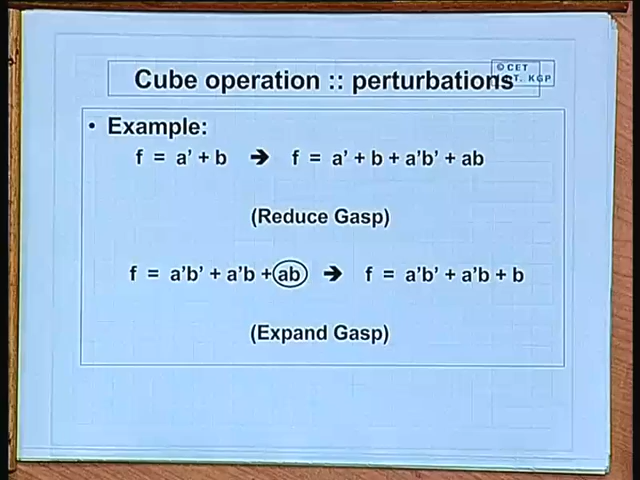 Cube operation :: perturbations
© CET
T. KGP
• Example:
f = a' + b ➔ f = a' + b + a'b' + ab
(Reduce Gasp)
f = a'b' + a'b + ab ➔ f = a'b' + a'b + b
(Expand Gasp)